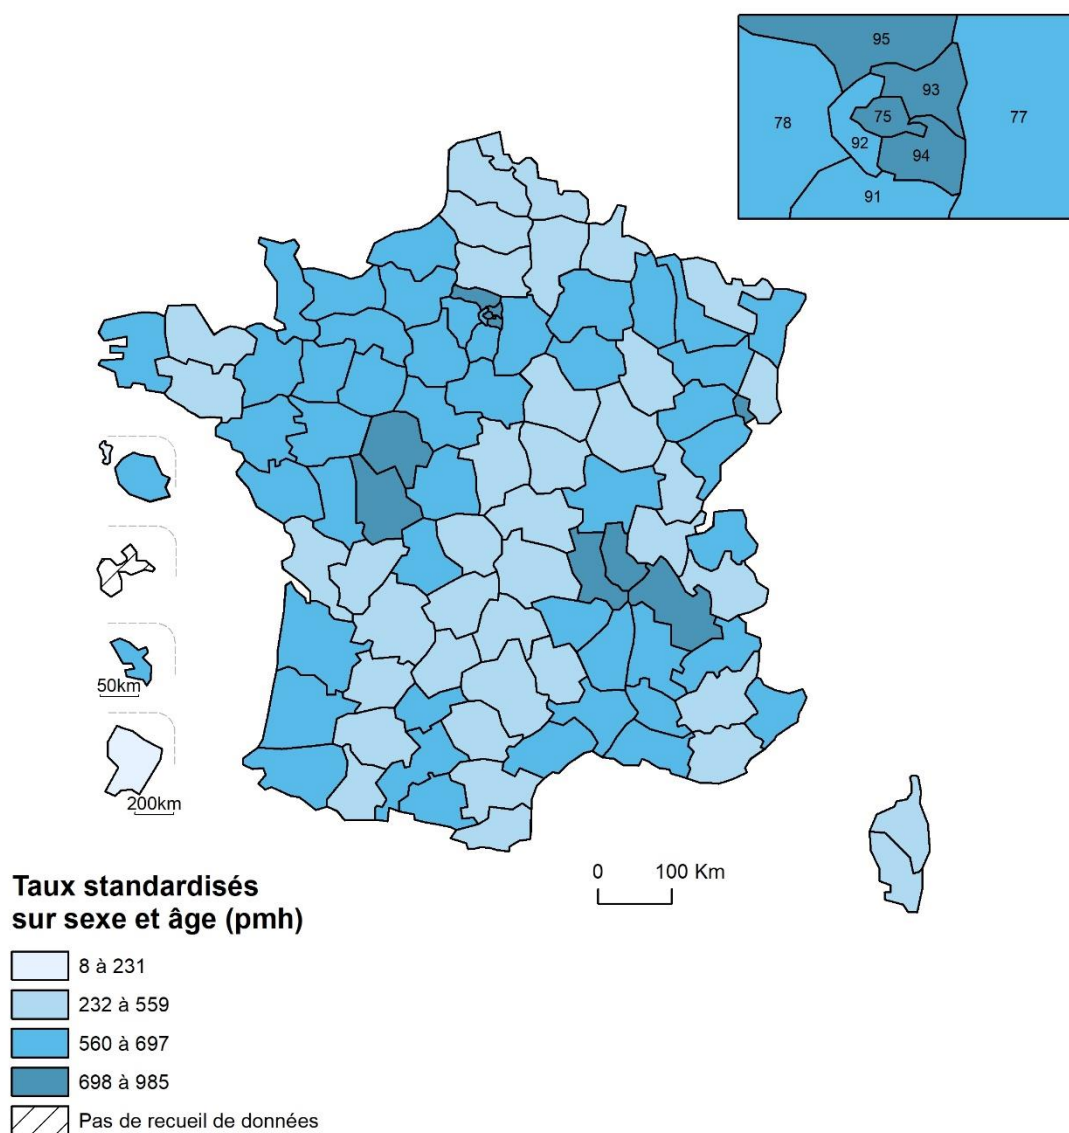 95
93
78
75
77
92
94
91
50km
200km
0 100 Km
Taux standardisés
sur sexe et âge (pmh)
8 à 231
232 à 559
560 à 697
698 à 985
Pas de recueil de données